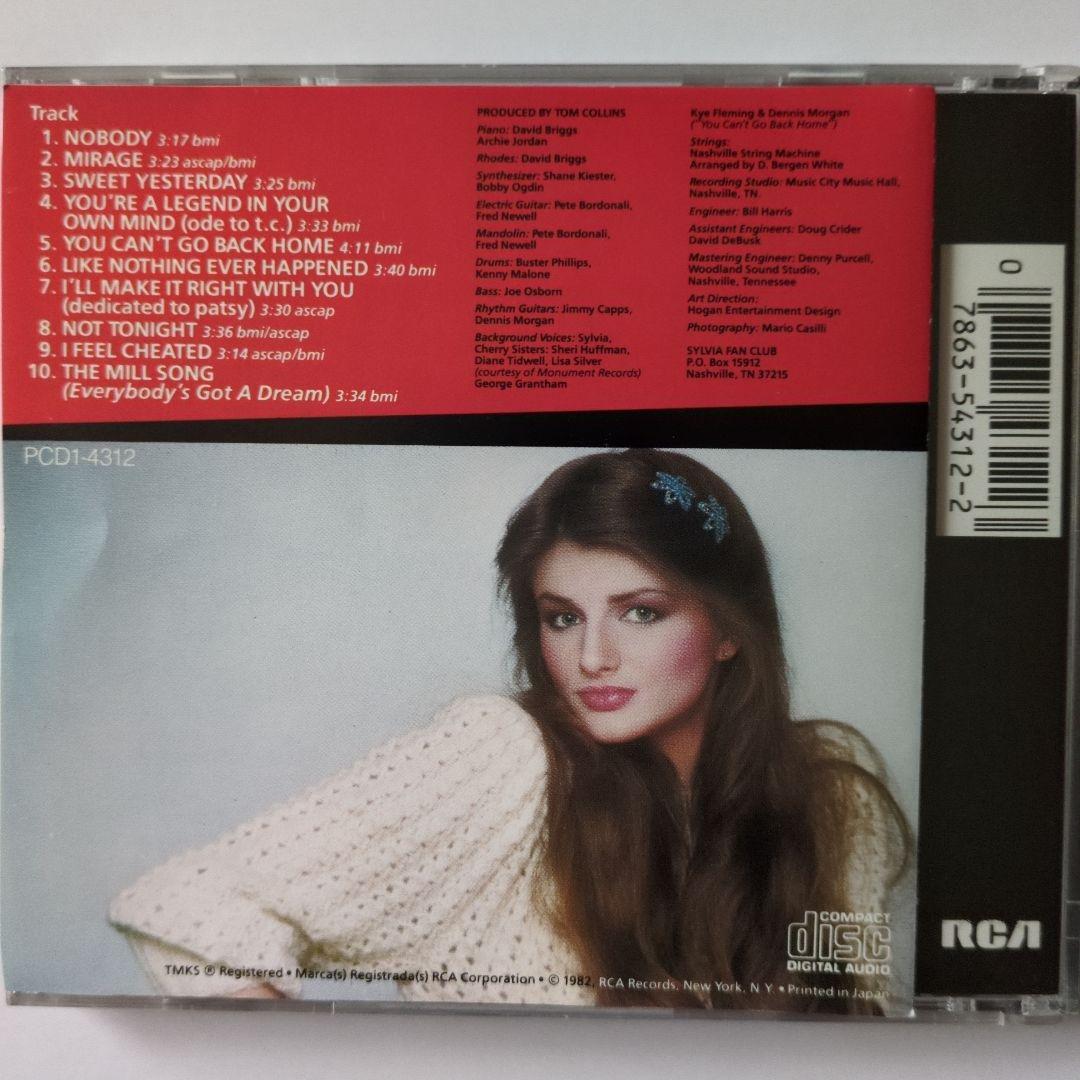 Track
1. NOBODY 3:17 bmi
2. MIRAGE 3:23 ascap/bmi
3. SWEET YESTERDAY 3:25 bmi
4. YOU'RE A LEGEND IN YOUR
OWN MIND (ode to t.c.) 3:33 bmi
5. YOU CAN'T GO BACK HOME 4:11 bmi
6. LIKE NOTHING EVER HAPPENED 3:40 bmi
7. I'LL MAKE IT RIGHT WITH YOU
(dedicated to patsy) 3:30 ascap
8. NOT TONIGHT 3:36 bmi/ascap
9. I FEEL CHEATED 3:14 ascap/bmi
10. THE MILL SONG
(Everybody's Got A Dream) 3:34 bmi
PRODUCED BY TOM COLLINS
Piano: David Briggs
Archie Jordan
Rhodes: David Briggs
Synthesizer: Shane Kiester,
Bobby Ogdin
Electric Guitar: Pete Bordonali,
Fred Newell
Mandolin: Pete Bordonali,
Fred Newell
Drums: Buster Phillips,
Kenny Malone
Bass: Joe Osborn
Rhythm Guitars: Jimmy Capps,
Dennis Morgan
Background Voices: Sylvia,
Cherry Sisters: Sheri Huffman,
Diane Tidwell, Lisa Silver
(courtesy of Monument Records)
George Grantham
Kye Fleming & Dennis Morgan
("You Can't Go Back Home")
Strings:
Nashville String Machine
Arranged by D. Bergen White
Recording Studio: Music City Music Hall,
Nashville, TN.
Engineer: Bill Harris
Assistant Engineers: Doug Crider
David DeBusk
Mastering Engineer: Denny Purcell,
Woodland Sound Studio,
Nashville, Tennessee
Art Direction:
Hogan Entertainment Design
Photography: Mario Casilli
SYLVIA FAN CLUB
P.O. Box 15912
Nashville, TN 37215
0
7863-54312-2
PCD1-4312
COMPACT
disc
DIGITAL AUDIO
RCA
TMKS ® Registered • Marca(s) Registrada(s) RCA Corporation • © 1982, RCA Records, New York, N.Y. • Printed in Japan